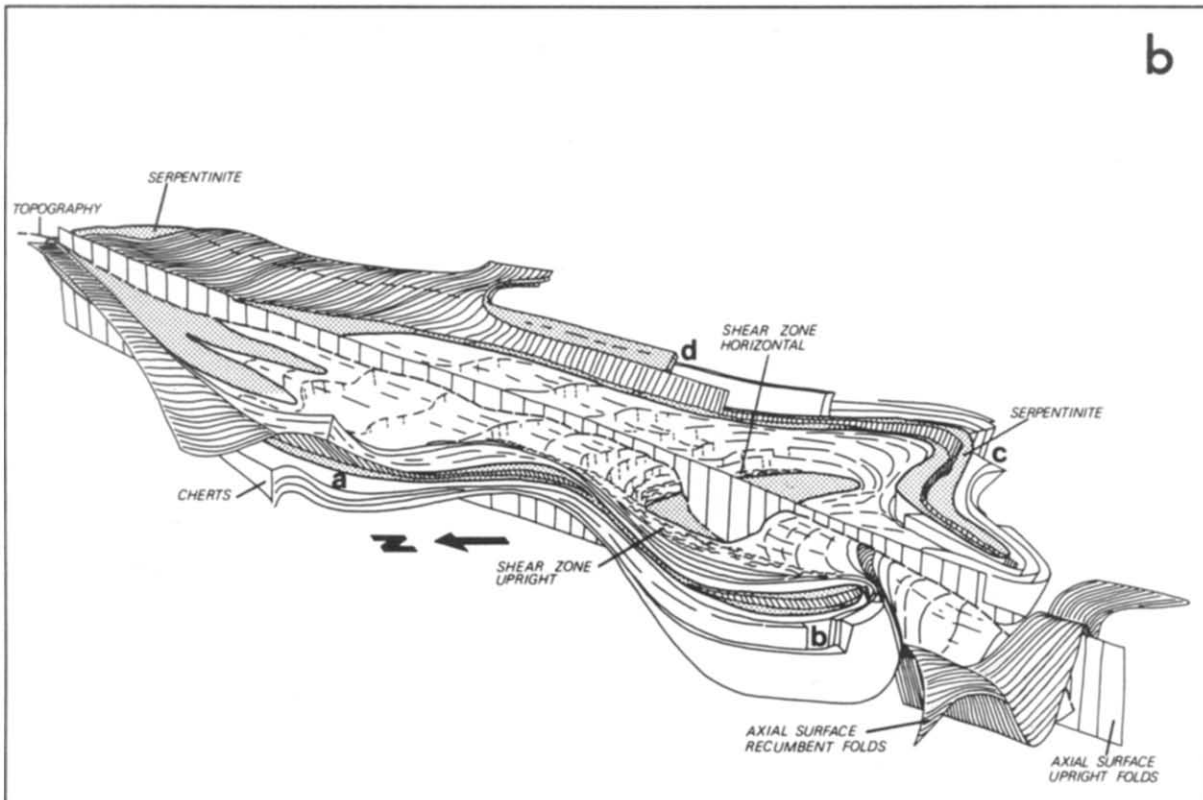 b
SERPENTINITE
TOPOGRAPHY
d
SHEAR ZONE
HORIZONTAL
SERPENTINITE
c
a
CHERTS
N
SHEAR ZONE
UPRIGHT
b
AXIAL SURFACE
RECUMBENT FOLDS
AXIAL SURFACE
UPRIGHT FOLDS